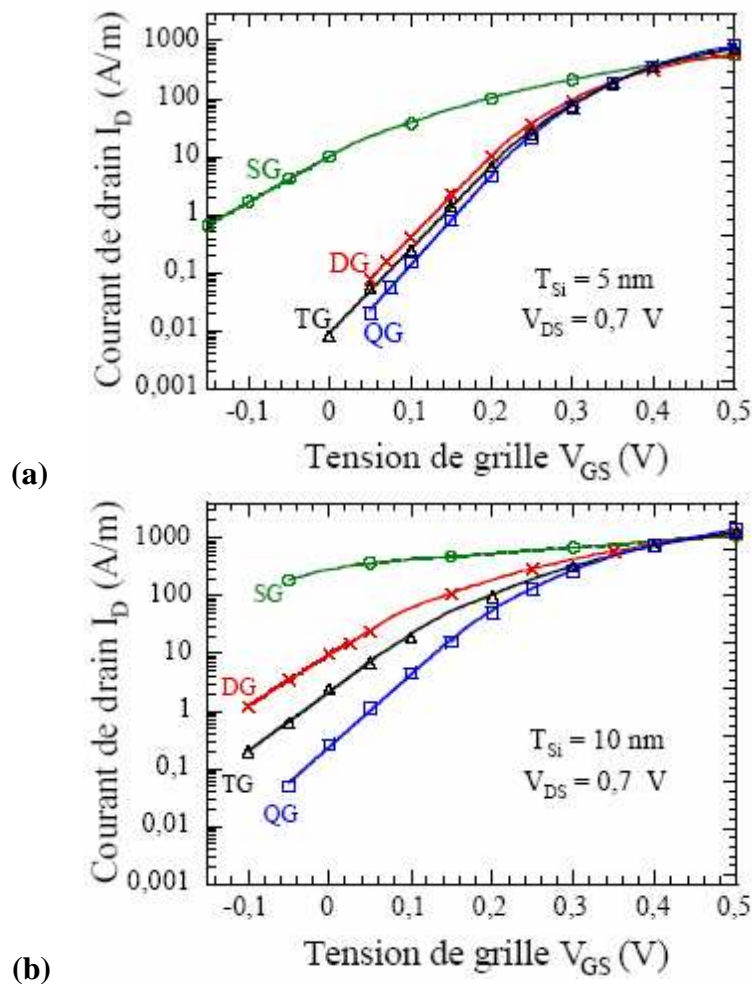 (a)
Courant de drain I_D (A/m)
1000
100
10
1
0,1
0,01
0,001
SG
DG
TG
QG
T_Si = 5 nm
V_DS = 0,7 V
-0,1 0 0,1 0,2 0,3 0,4 0,5
Tension de grille V_GS (V)
(b)
Courant de drain I_D (A/m)
1000
100
10
1
0,1
0,01
0,001
SG
DG
TG
QG
T_Si = 10 nm
V_DS = 0,7 V
-0,1 0 0,1 0,2 0,3 0,4 0,5
Tension de grille V_GS (V)